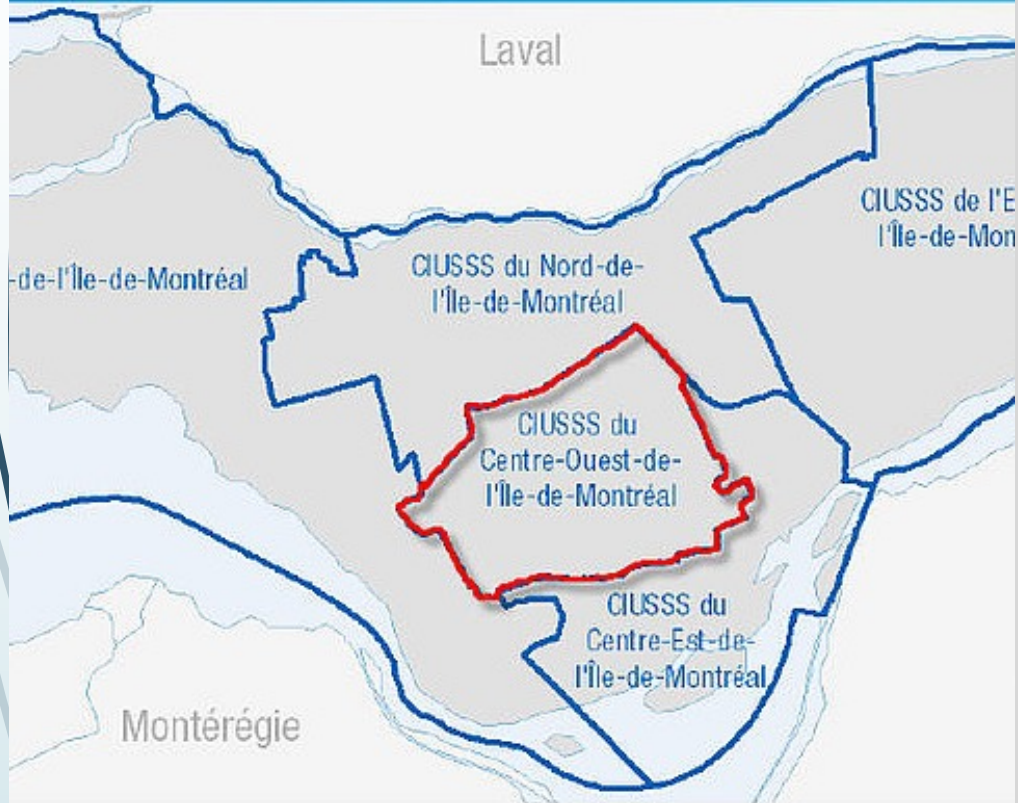 Laval
CIUSSS de l'E
l'Île-de-Mon
CIUSSS du Nord-de-
l'Île-de-Montréal
-de-l'Île-de-Montréal
CIUSSS du
Centre-Ouest-de-
l'Île-de-Montréal
CIUSSS du
Centre-Est-de-
l'Île-de-Montréal
Montérégie